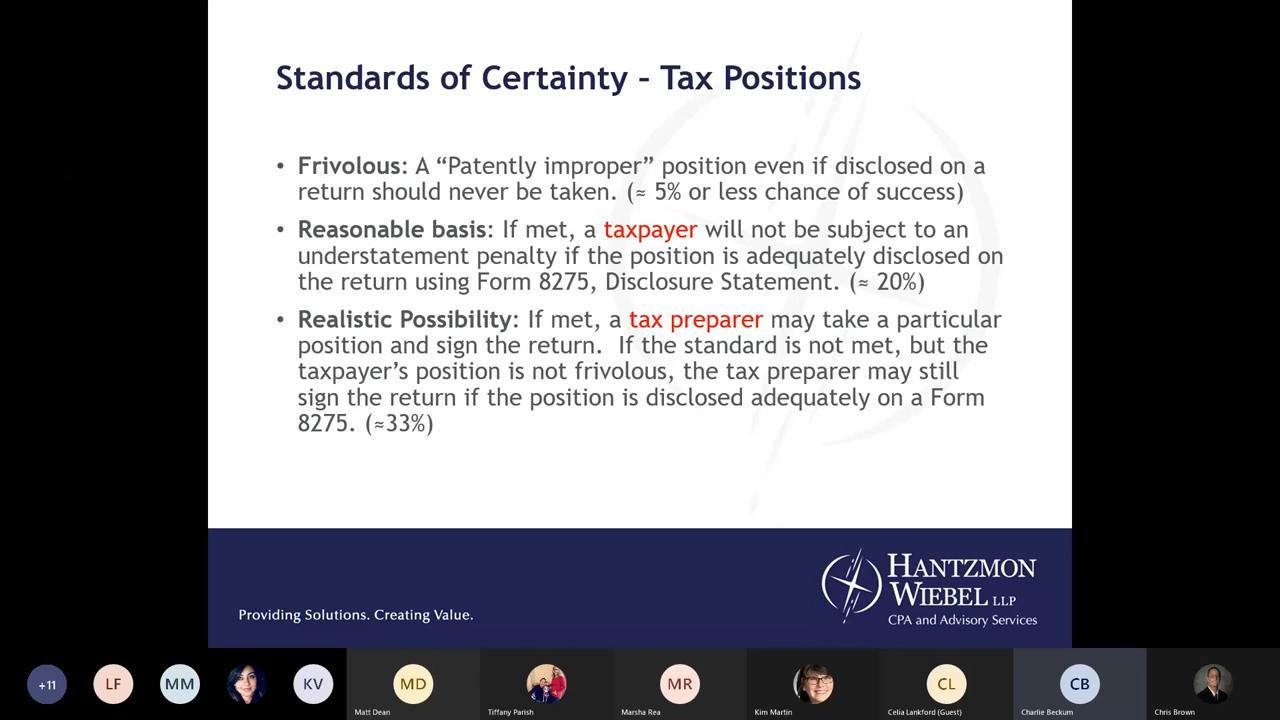 Standards of Certainty – Tax Positions
• Frivolous: A “Patently improper” position even if disclosed on a
return should never be taken. (≈ 5% or less chance of success)
• Reasonable basis: If met, a taxpayer will not be subject to an
understatement penalty if the position is adequately disclosed on
the return using Form 8275, Disclosure Statement. (≈ 20%)
• Realistic Possibility: If met, a tax preparer may take a particular
position and sign the return.  If the standard is not met, but the
taxpayer’s position is not frivolous, the tax preparer may still
sign the return if the position is disclosed adequately on a Form
8275. (≈33%)
Providing Solutions. Creating Value.
HANTZMON
WIEBEL LLP
CPA and Advisory Services
+11
LF
MM
KV
MD
Matt Dean
Tiffany Parish
MR
Marsha Rea
Kim Martin
CL
Celia Lankford (Guest)
CB
Charlie Beckum
Chris Brown